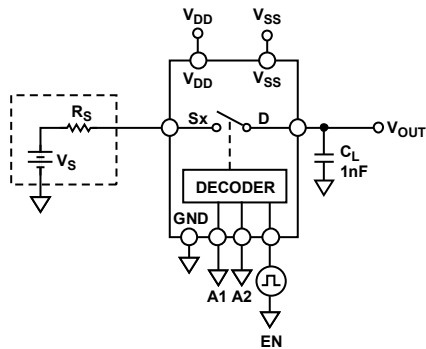 VDD VSS
VDD VSS
RS
Sx D
VOUT
VS
CL
1nF
DECODER
GND
A1 A2
EN